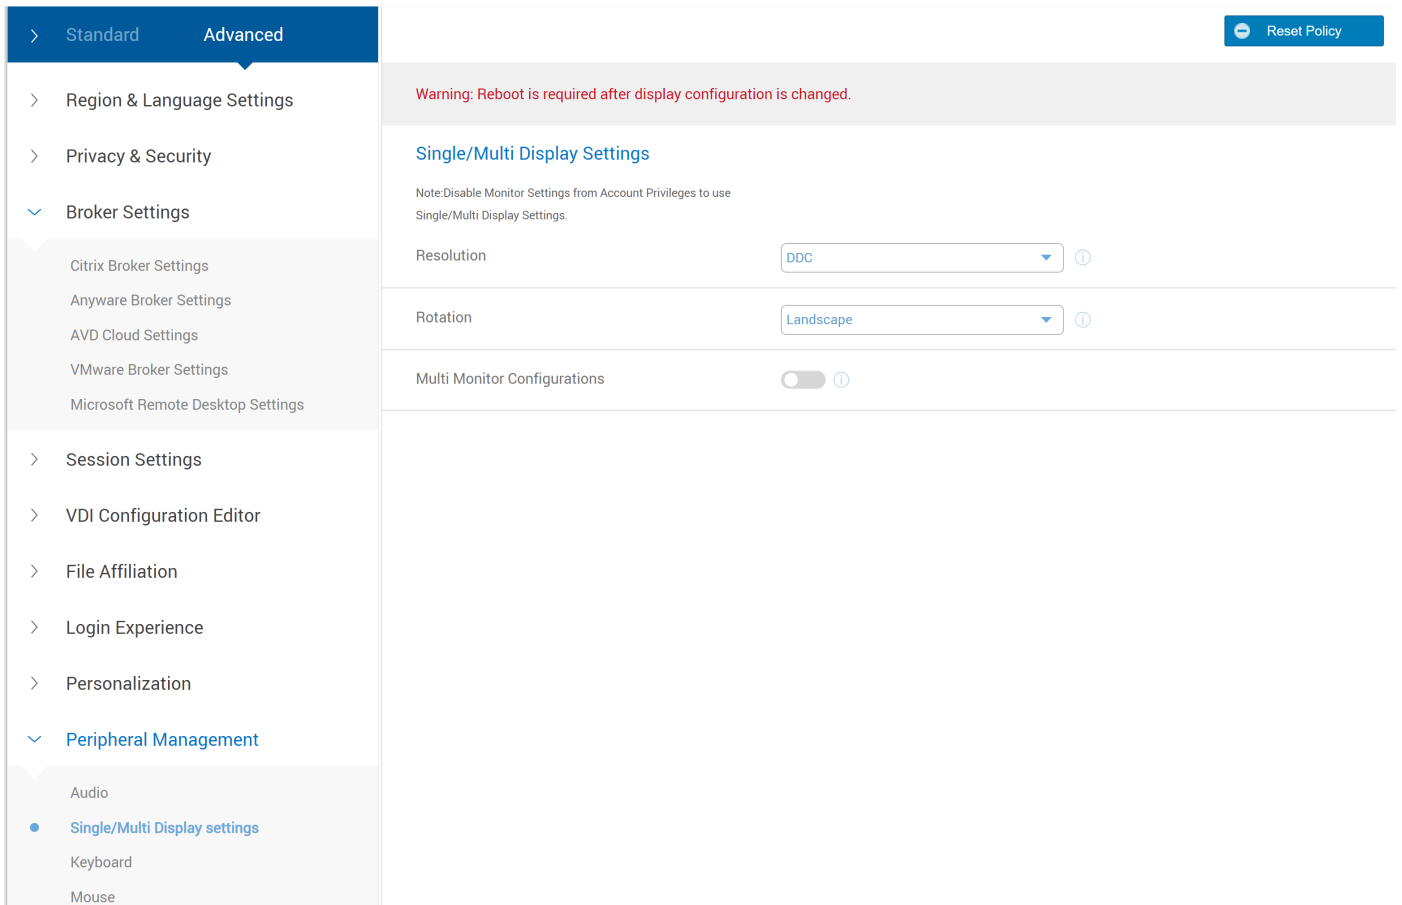 Standard
Advanced
Reset Policy
Region & Language Settings
Privacy & Security
Broker Settings
Citrix Broker Settings
Anyware Broker Settings
AVD Cloud Settings
VMware Broker Settings
Microsoft Remote Desktop Settings
Session Settings
VDI Configuration Editor
File Affiliation
Login Experience
Personalization
Peripheral Management
Audio
Single/Multi Display settings
Keyboard
Mouse
Warning: Reboot is required after display configuration is changed.
Single/Multi Display Settings
Note:Disable Monitor Settings from Account Privileges to use
Single/Multi Display Settings.
Resolution
DDC
Rotation
Landscape
Multi Monitor Configurations